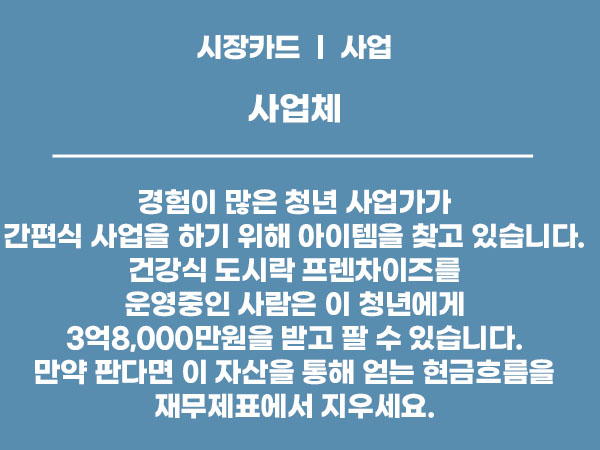 시장카드 ㅣ 사업
사업체
경험이 많은 청년 사업가가
간편식 사업을 하기 위해 아이템을 찾고 있습니다.
건강식 도시락 프렌차이즈를
운영중인 사람은 이 청년에게
3억8,000만원을 받고 팔 수 있습니다.
만약 판다면 이 자산을 통해 얻는 현금흐름을
재무제표에서 지우세요.